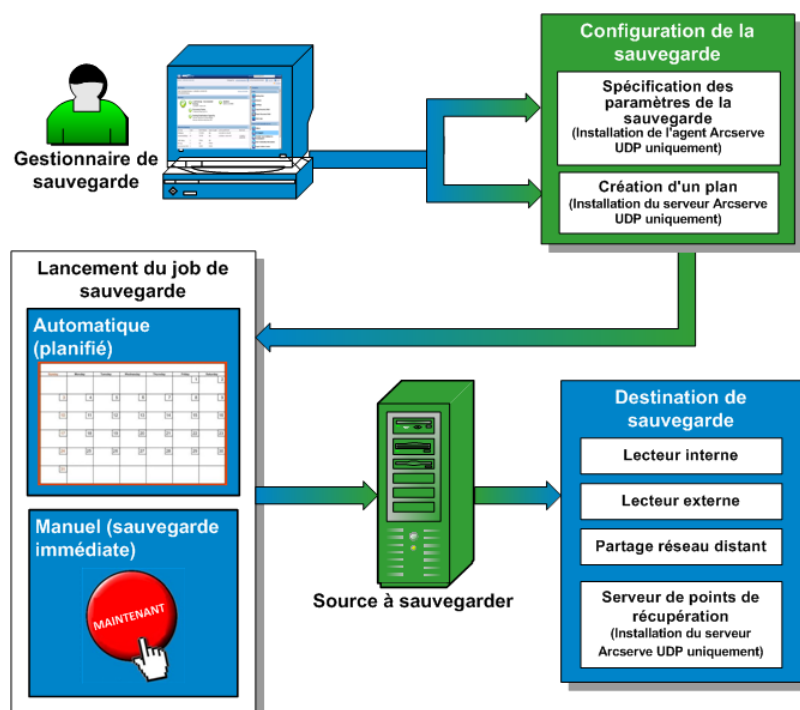 Gestionnaire de
sauvegarde
Configuration de la
sauvegarde
Spécification des
paramètres de la
sauvegarde
(Installation de l'agent Arcserve
UDP uniquement)
Création d'un plan
(Installation du serveur Arcserve
UDP uniquement)
Lancement du job de
sauvegarde
Automatique
(planifié)
Manuel (sauvegarde
immédiate)
MAINTENANT
Source à sauvegarder
Destination de
sauvegarde
Lecteur interne
Lecteur externe
Partage réseau distant
Serveur de points de
récupération
(Installation du serveur
Arcserve UDP uniquement)